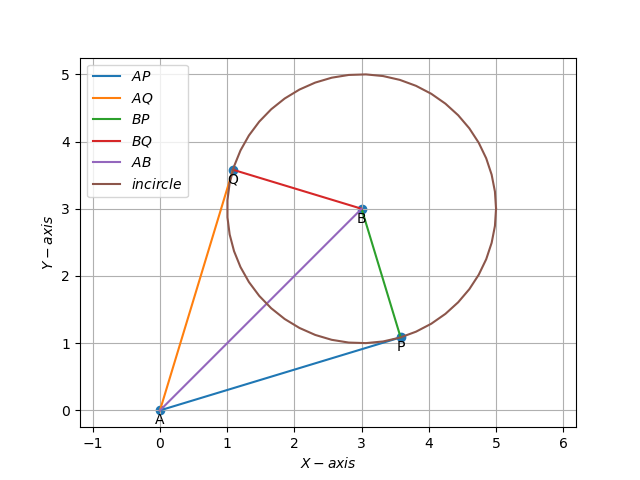 AP
AQ
BP
BQ
AB
incircle
Q
B
P
A
5
4
3
2
1
0
Y − axis
−1 0 1 2 3 4 5 6
X − axis